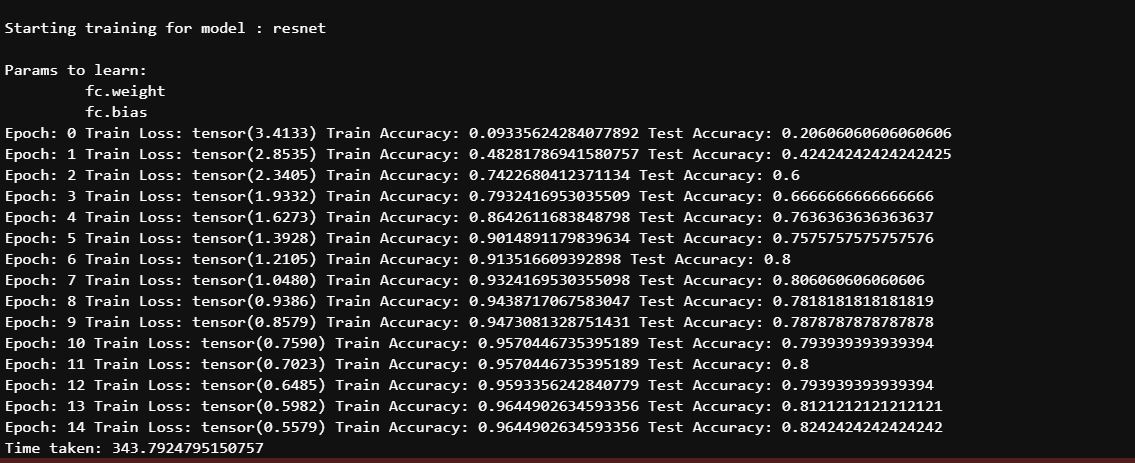 Starting training for model : resnet
Params to learn:
fc.weight
fc.bias
Epoch: 0 Train Loss: tensor(3.4133) Train Accuracy: 0.09335624284077892 Test Accuracy: 0.20606060606060606
Epoch: 1 Train Loss: tensor(2.8535) Train Accuracy: 0.48281786941580757 Test Accuracy: 0.42424242424242425
Epoch: 2 Train Loss: tensor(2.3405) Train Accuracy: 0.7422680412371134 Test Accuracy: 0.6
Epoch: 3 Train Loss: tensor(1.9332) Train Accuracy: 0.7932416953035509 Test Accuracy: 0.6666666666666666
Epoch: 4 Train Loss: tensor(1.6273) Train Accuracy: 0.8642611683848798 Test Accuracy: 0.7636363636363637
Epoch: 5 Train Loss: tensor(1.3928) Train Accuracy: 0.9014891179839634 Test Accuracy: 0.7575757575757576
Epoch: 6 Train Loss: tensor(1.2105) Train Accuracy: 0.913516609392898 Test Accuracy: 0.8
Epoch: 7 Train Loss: tensor(1.0480) Train Accuracy: 0.9324169530355098 Test Accuracy: 0.806060606060606
Epoch: 8 Train Loss: tensor(0.9386) Train Accuracy: 0.9438717067583047 Test Accuracy: 0.7818181818181819
Epoch: 9 Train Loss: tensor(0.8579) Train Accuracy: 0.9473081328751431 Test Accuracy: 0.7878787878787878
Epoch: 10 Train Loss: tensor(0.7590) Train Accuracy: 0.9570446735395189 Test Accuracy: 0.793939393939394
Epoch: 11 Train Loss: tensor(0.7023) Train Accuracy: 0.9570446735395189 Test Accuracy: 0.8
Epoch: 12 Train Loss: tensor(0.6485) Train Accuracy: 0.9593356242840779 Test Accuracy: 0.793939393939394
Epoch: 13 Train Loss: tensor(0.5982) Train Accuracy: 0.9644902634593356 Test Accuracy: 0.8121212121212121
Epoch: 14 Train Loss: tensor(0.5579) Train Accuracy: 0.9644902634593356 Test Accuracy: 0.8242424242424242
Time taken: 343.7924795150757